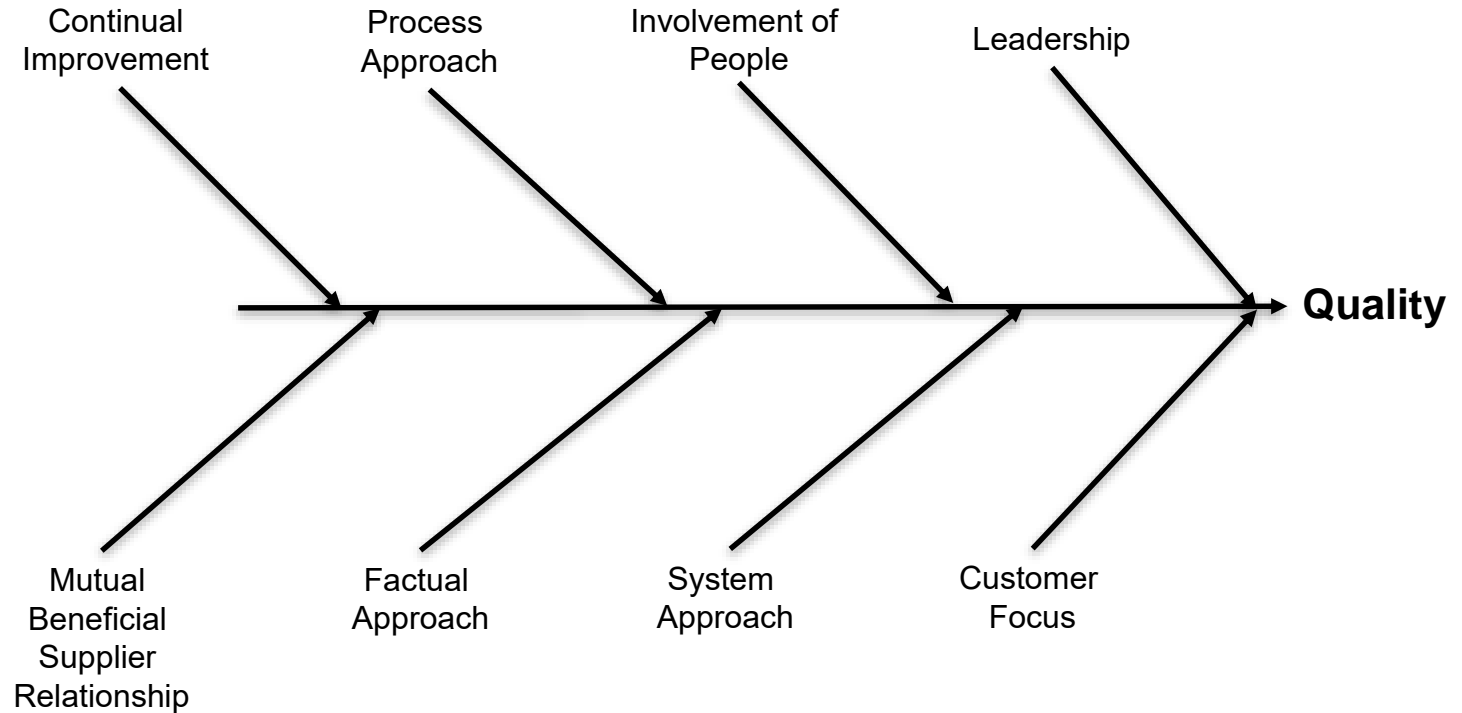 Continual
Improvement
Process
Approach
Involvement of
People
Leadership
Quality
Mutual
Beneficial
Supplier
Relationship
Factual
Approach
System
Approach
Customer
Focus